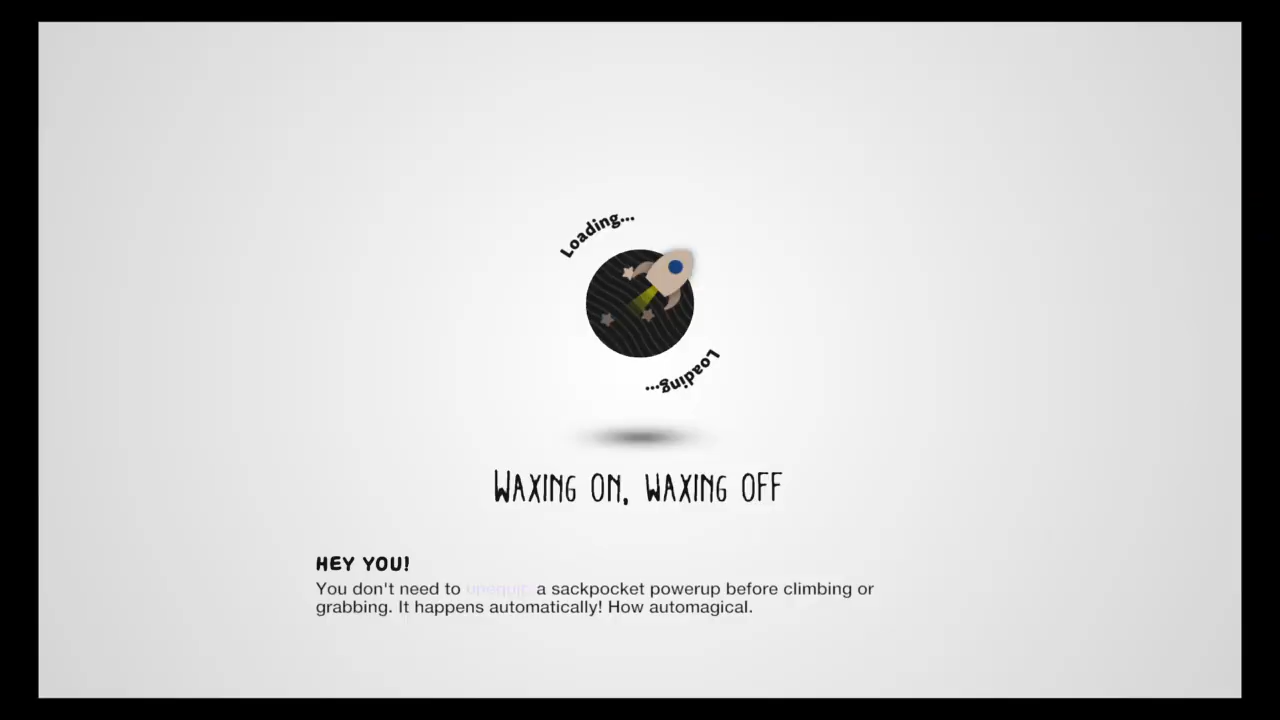 Loading...
Loading...
WAXING ON, WAXING OFF
HEY YOU!
You don't need to unequip a sackpocket powerup before climbing or
grabbing. It happens automatically! How automagical.